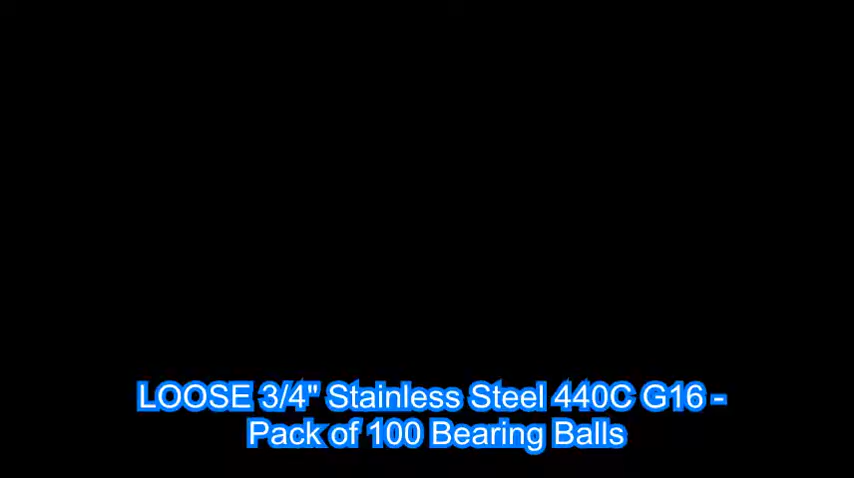 LOOSE 3/4" Stainless Steel 440C G16 -
Pack of 100 Bearing Balls